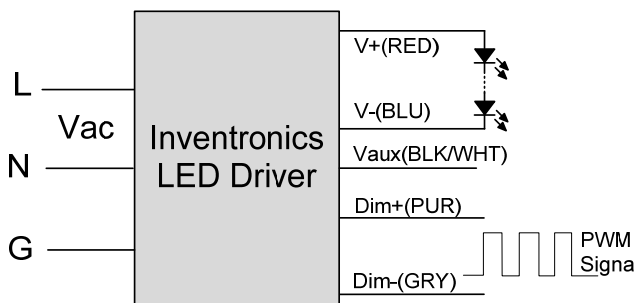 L
Vac
N
G
Inventronics
LED Driver
V+(RED)
V-(BLU)
Vaux(BLK/WHT)
Dim+(PUR)
Dim-(GRY)
PWM
Signa